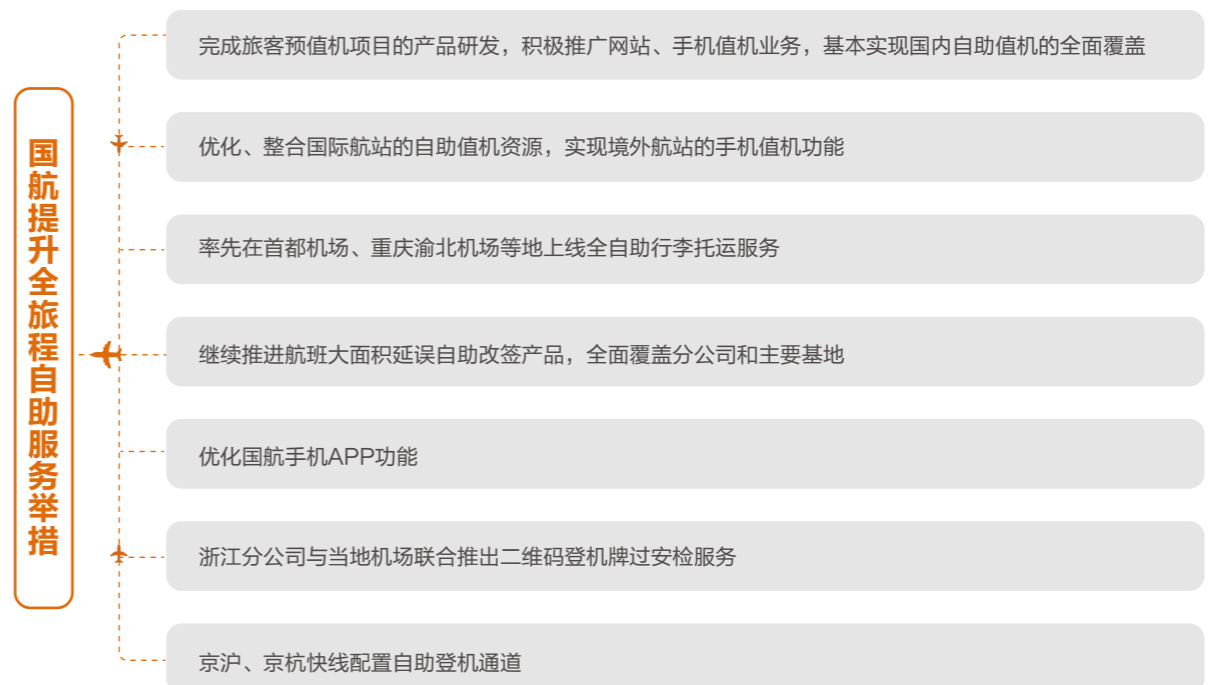 国航提升全旅程自助服务举措
完成旅客预值机项目的产品研发，积极推广网站、手机值机业务，基本实现国内自助值机的全面覆盖
优化、整合国际航站的自助值机资源，实现境外航站的手机值机功能
率先在首都机场、重庆渝北机场等地上线全自助行李托运服务
继续推进航班大面积延误自助改签产品，全面覆盖分公司和主要基地
优化国航手机APP功能
浙江分公司与当地机场联合推出二维码登机牌过安检服务
京沪、京杭快线配置自助登机通道